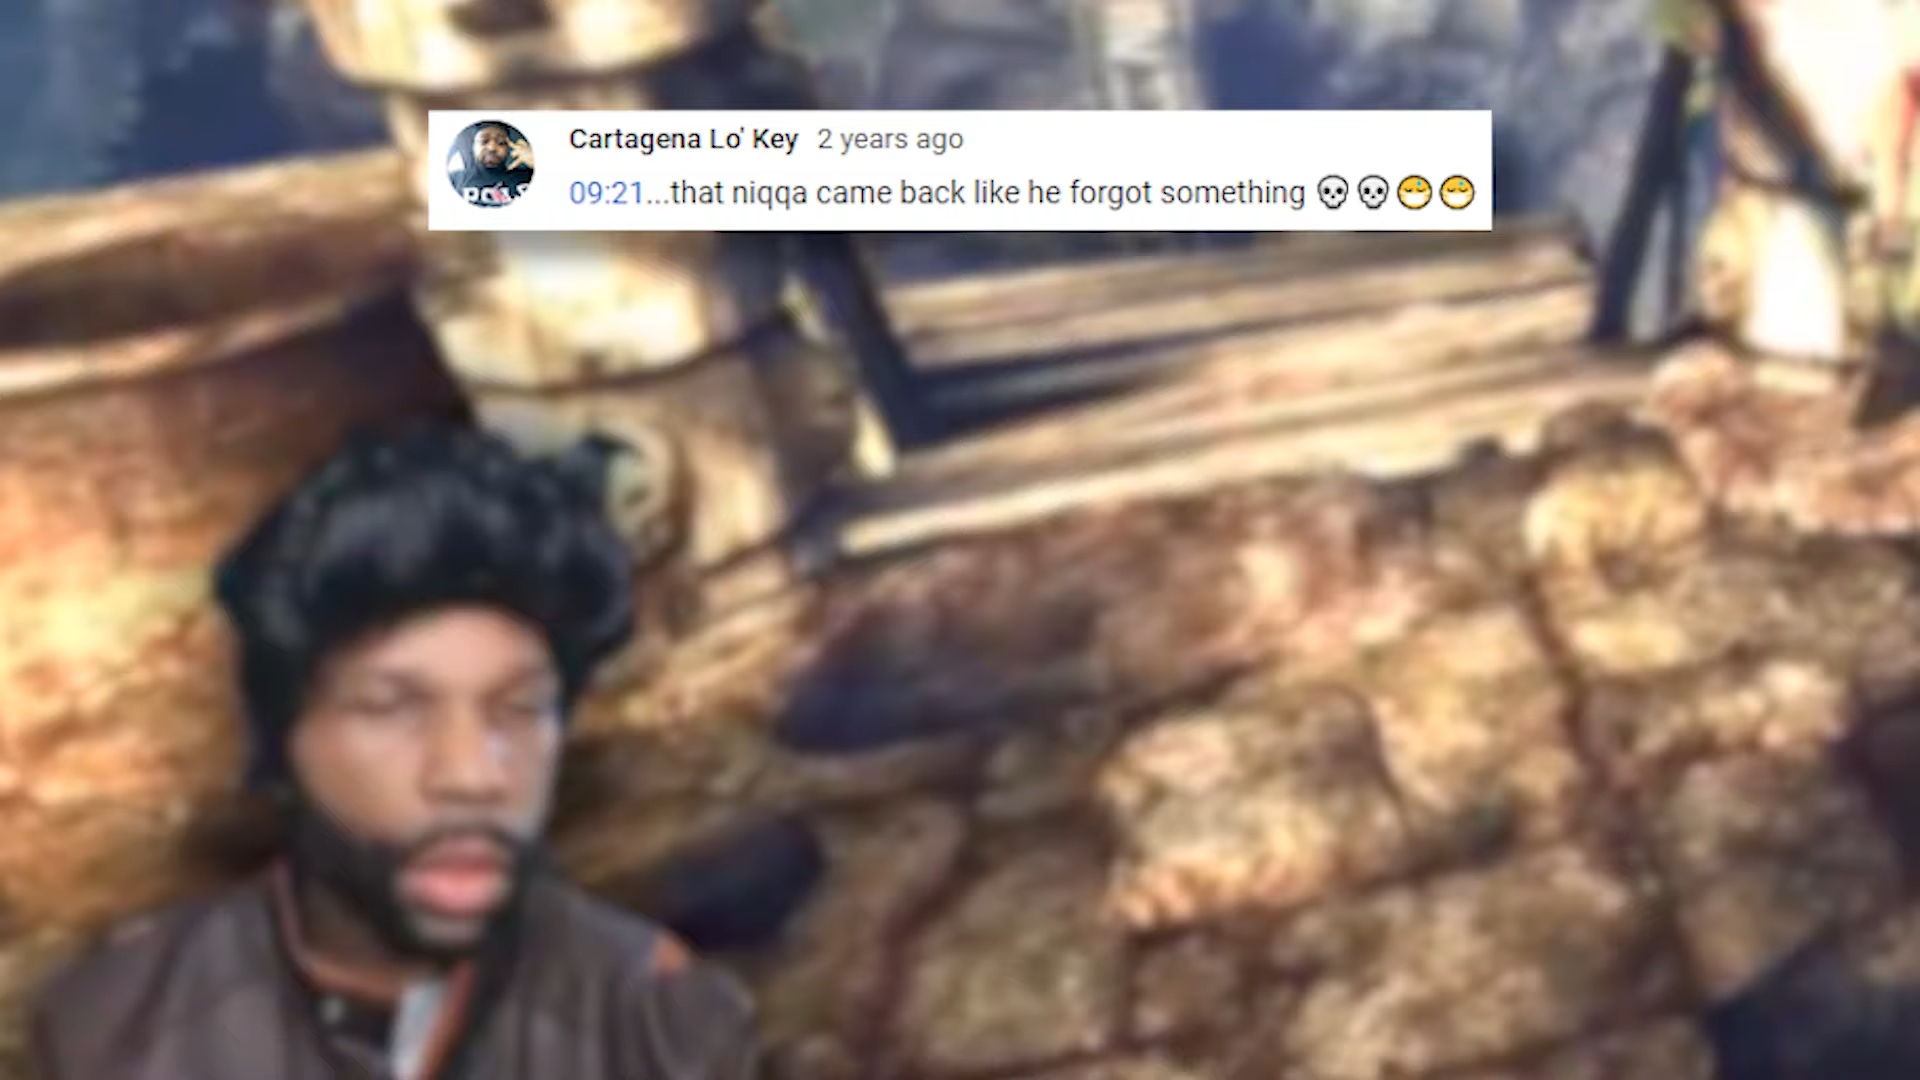 Cartagena Lo' Key 2 years ago
09:21...that niqqa came back like he forgot something 💀💀😷😷